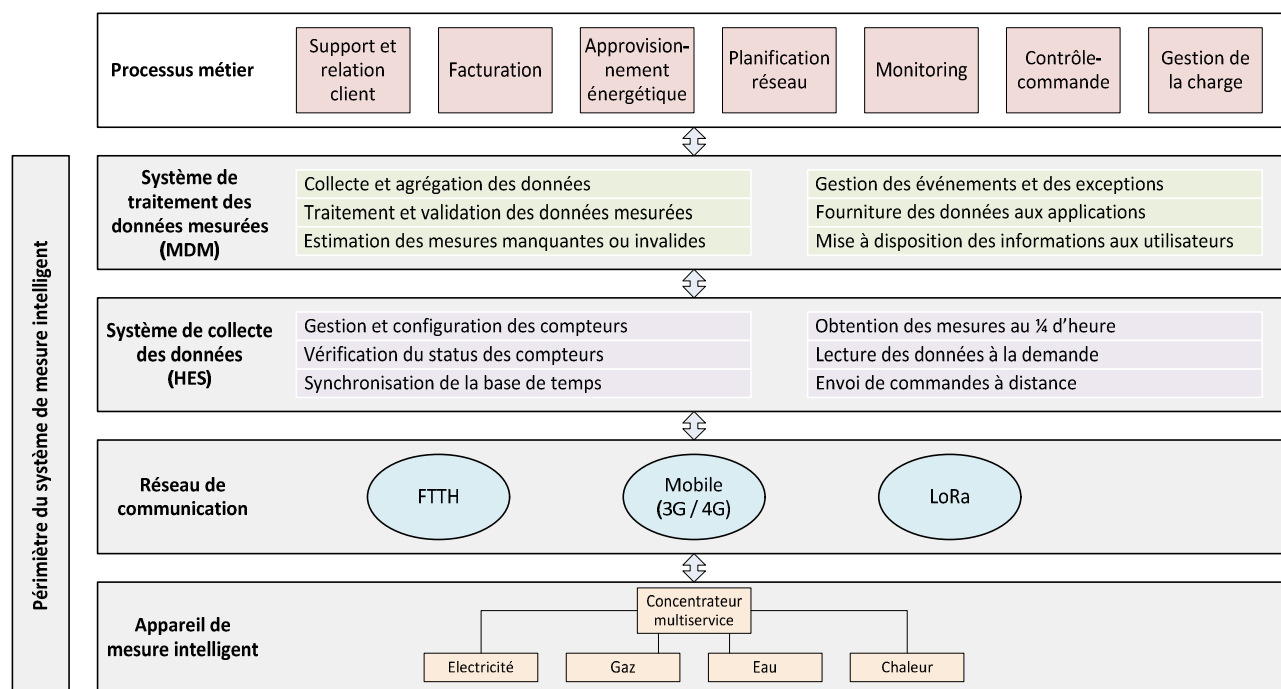 Processus métier
Support et
relation
client
Facturation
Approvision-
nement
énergétique
Planification
réseau
Monitoring
Contrôle-
commande
Gestion de
la charge
Périmiètre du système de mesure intelligent
Système de
traitement des
données mesurées
(MDM)
Collecte et agrégation des données
Traitement et validation des données mesurées
Estimation des mesures manquantes ou invalides
Gestion des événements et des exceptions
Fourniture des données aux applications
Mise à disposition des informations aux utilisateurs
Système de collecte
des données
(HES)
Gestion et configuration des compteurs
Vérification du status des compteurs
Synchronisation de la base de temps
Obtention des mesures au ¼ d’heure
Lecture des données à la demande
Envoi de commandes à distance
Réseau de
communication
FTTH
Mobile
(3G / 4G)
LoRa
Appareil de
mesure intelligent
Concentrateur
multiservice
Electricité
Gaz
Eau
Chaleur